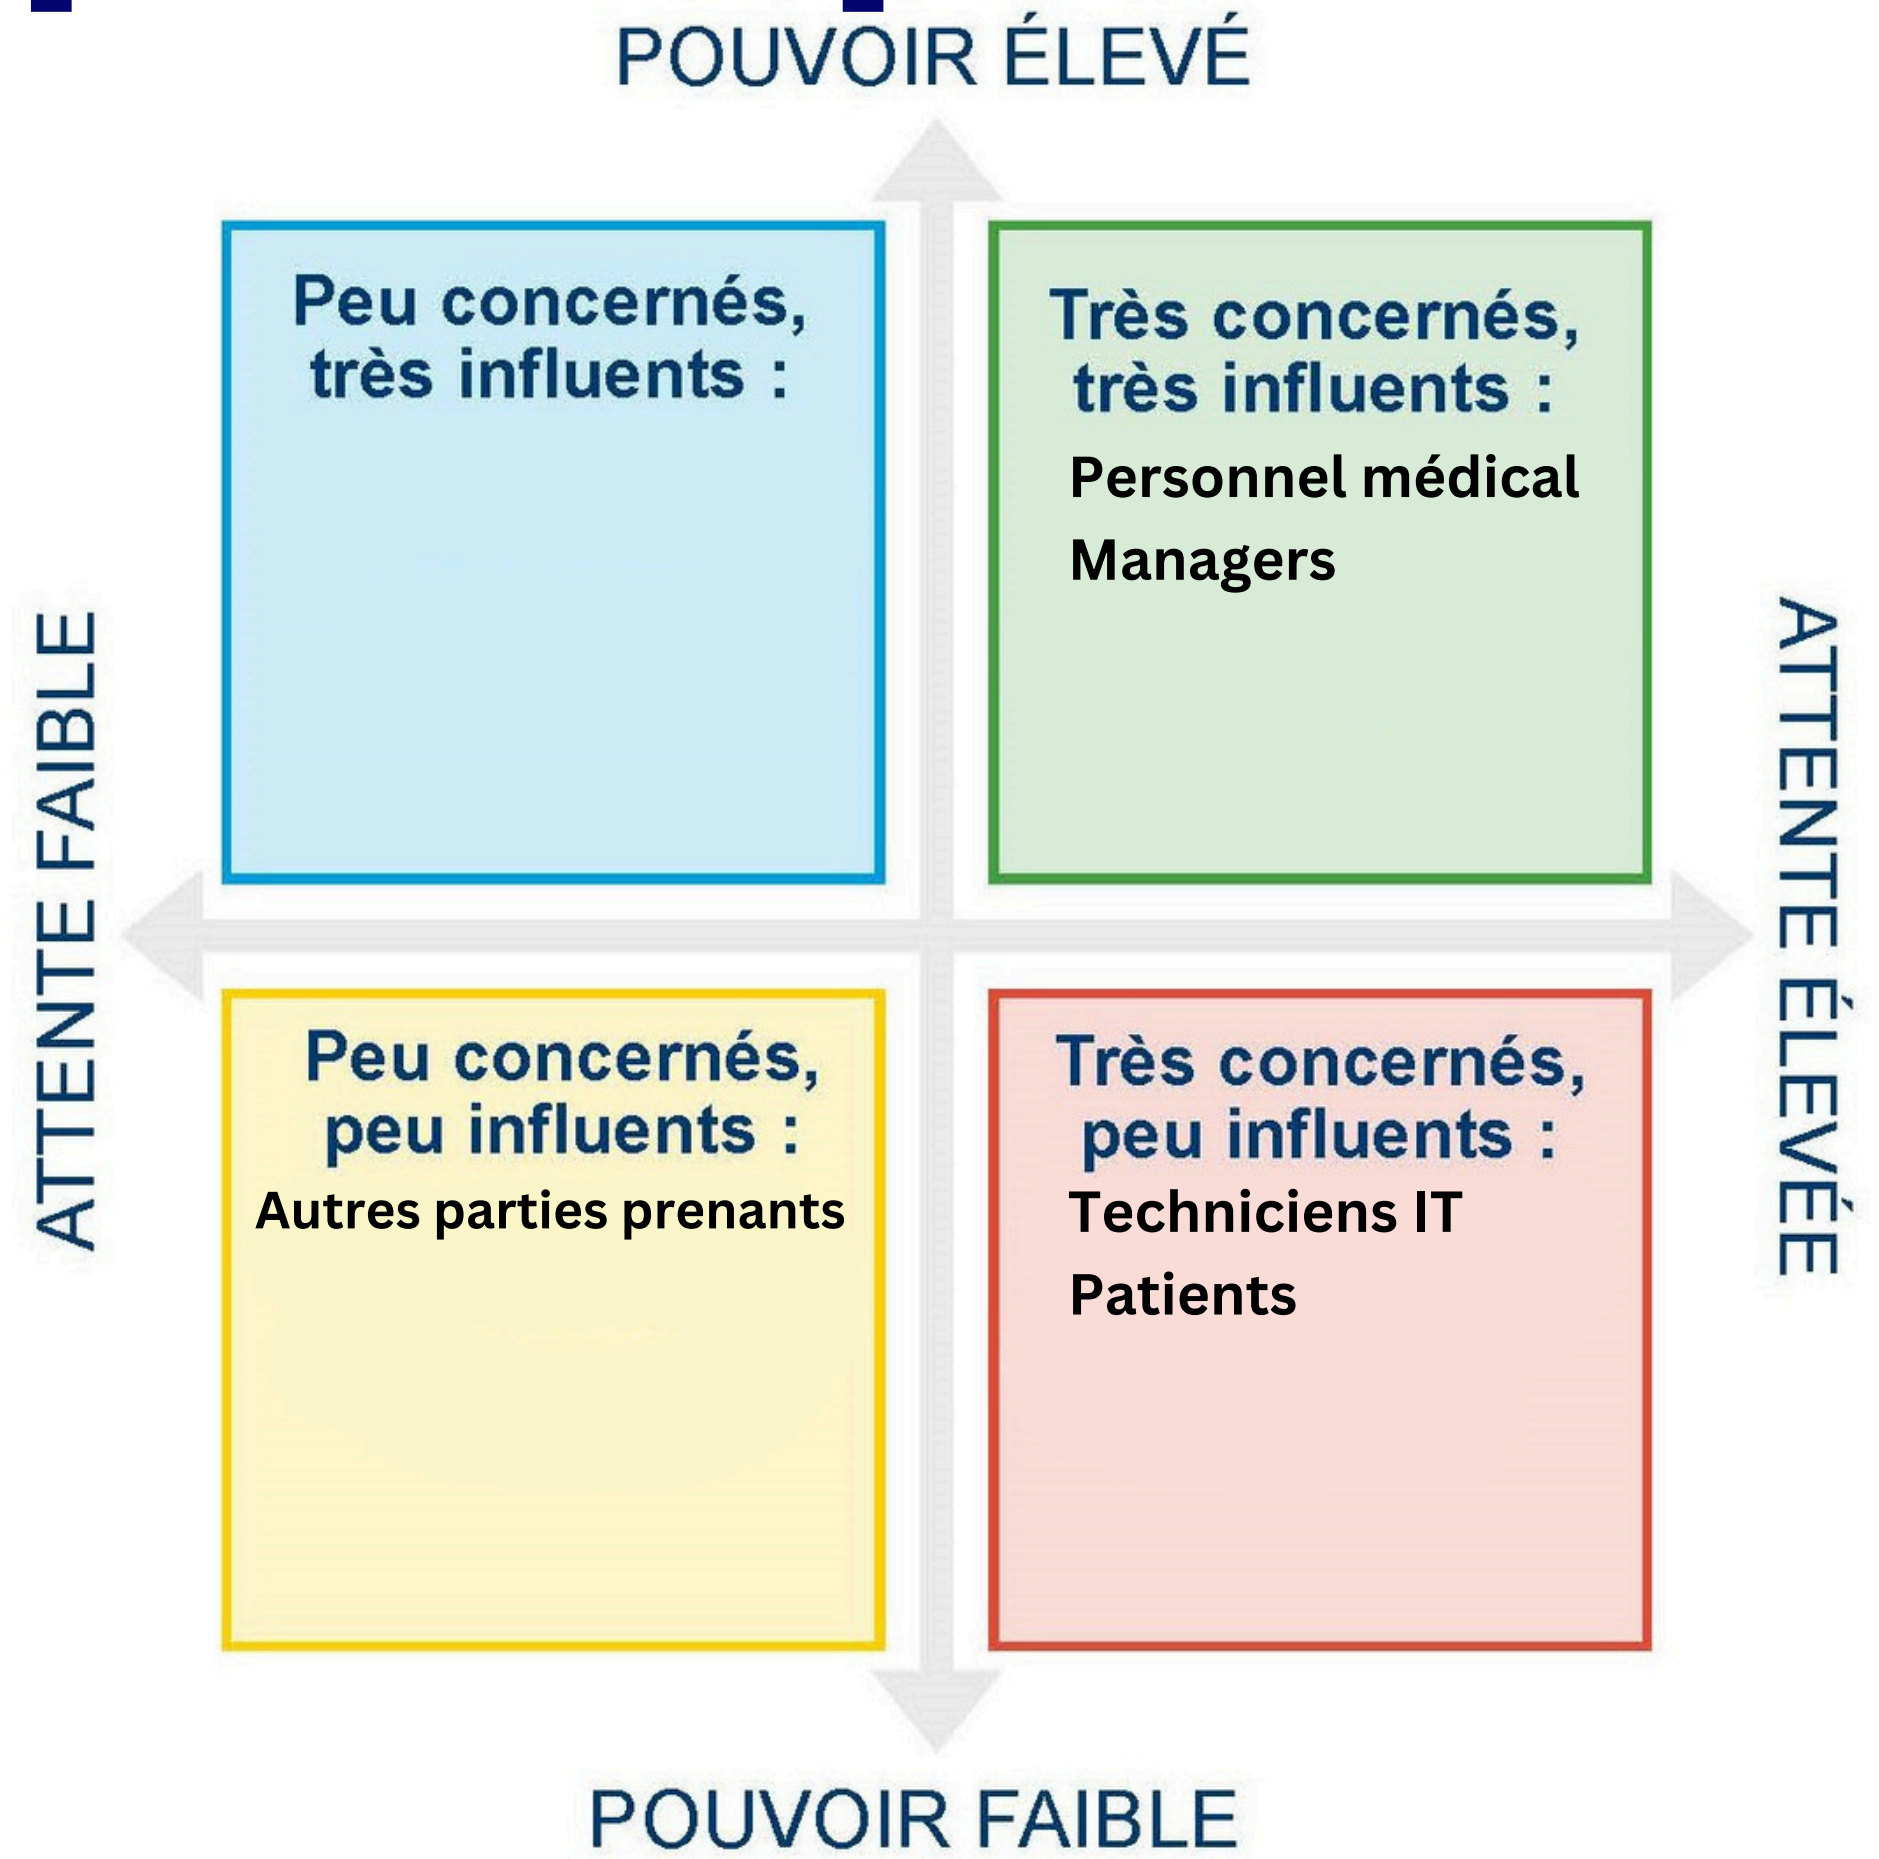 POUVOIR ÉLEVÉ
Peu concernés,
très influents :
Très concernés,
très influents :
Personnel médical
Managers
ATTENTE FAIBLE
ATTENTE ÉLEVÉE
Peu concernés,
peu influents :
Autres parties prenants
Très concernés,
peu influents :
Techniciens IT
Patients
POUVOIR FAIBLE